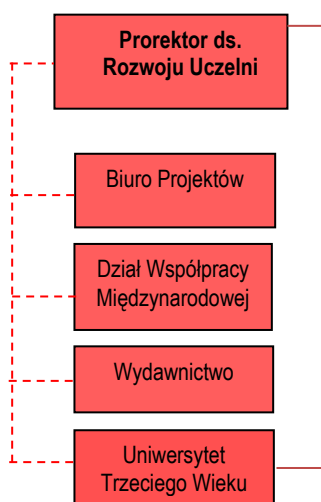 Prorektor ds.
Rozwoju Uczelni
Biuro Projektów
Dział Współpracy
Międzynarodowej
Wydawnictwo
Uniwersytet
Trzeciego Wieku